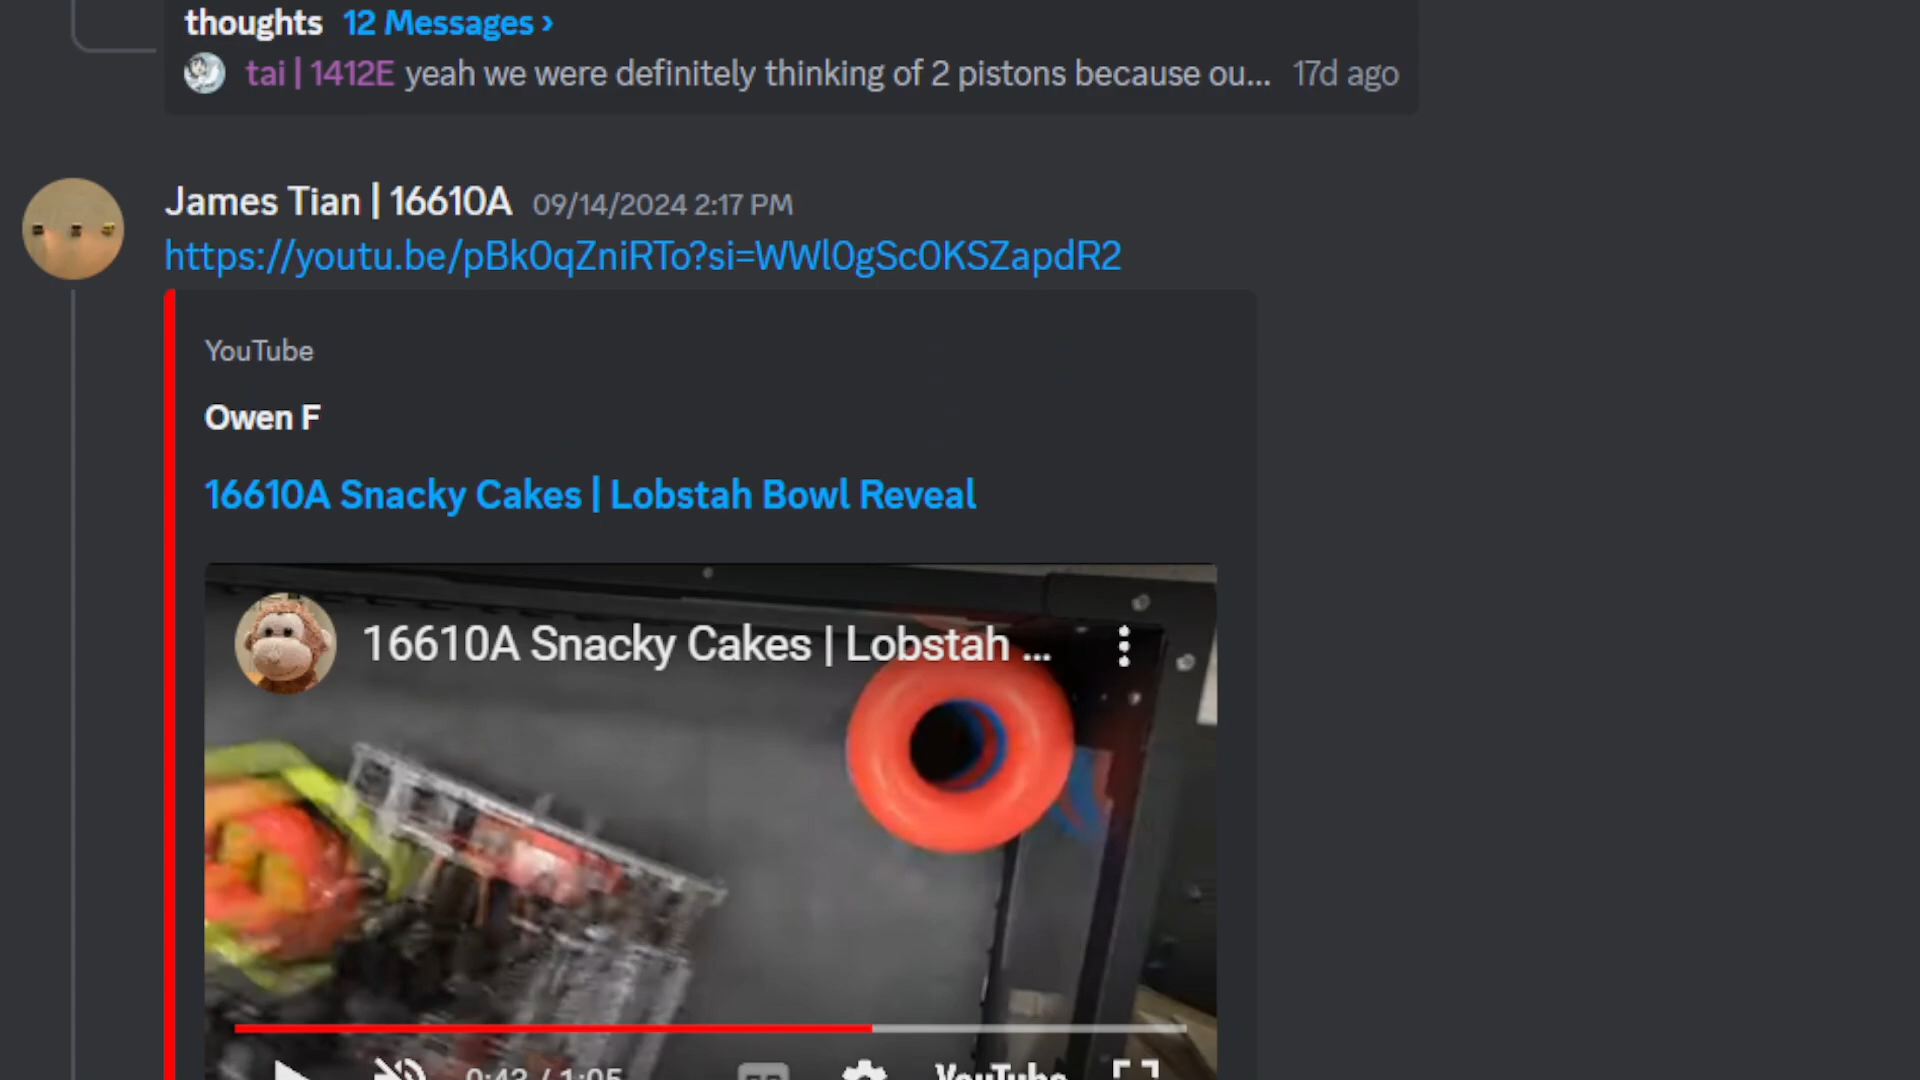 thoughts 12 Messages ›
tai | 1412E yeah we were definitely thinking of 2 pistons because ou... 17d ago
James Tian | 16610A 09/14/2024 2:17 PM
https://youtu.be/pBk0qZniRTo?si=WWl0gSc0KSZapdR2
YouTube
Owen F
16610A Snacky Cakes | Lobstah Bowl Reveal
16610A Snacky Cakes | Lobstah ...
0:43 / 1:05 YouTube